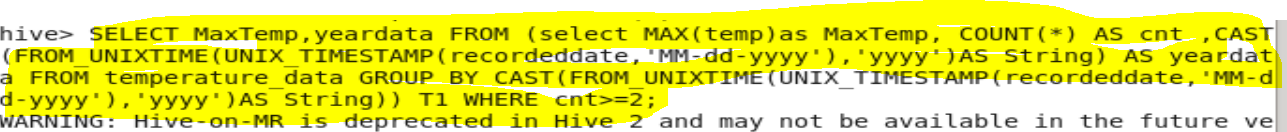 hive> SELECT MaxTemp,yeardata FROM (select MAX(temp)as MaxTemp, COUNT(*) AS cnt ,CAST
(FROM_UNIXTIME(UNIX_TIMESTAMP(recordeddate,'MM-dd-yyyy'),'yyyy')AS String) AS yeardat
a FROM temperature_data GROUP BY CAST(FROM_UNIXTIME(UNIX_TIMESTAMP(recordeddate,'MM-d
d-yyyy'),'yyyy')AS String)) T1 WHERE cnt>=2;
WARNING: Hive-on-MR is deprecated in Hive 2 and may not be available in the future ve